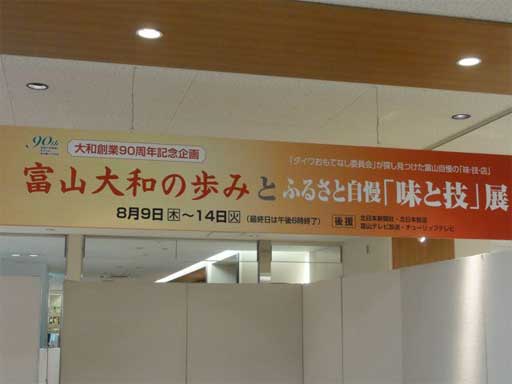 90th
大和創業90周年記念企画
「ダイワおもてなし委員会」が探し見つけた富山自慢の「味・技・店」
富山大和の歩みとふるさと自慢「味と技」展
8月9日木〜14日火(最終日は午後6時終了)
後援 北日本新聞社・北日本放送
富山テレビ放送・チューリップテレビ